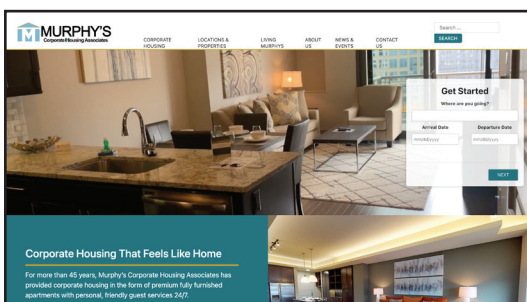 MURPHY'S
Corporate Housing Associates
CORPORATE HOUSING
LOCATIONS & PROPERTIES
LIVING MURPHYS
ABOUT US
NEWS & EVENTS
CONTACT US
Search ...
SEARCH
Get Started
Where are you going?
Arrival Date
Departure Date
mm/dd/yyyy
mm/dd/yyyy
NEXT
Corporate Housing That Feels Like Home
For more than 45 years, Murphy's Corporate Housing Associates has
provided corporate housing in the form of premium fully furnished
apartments with personal, friendly guest services 24/7.